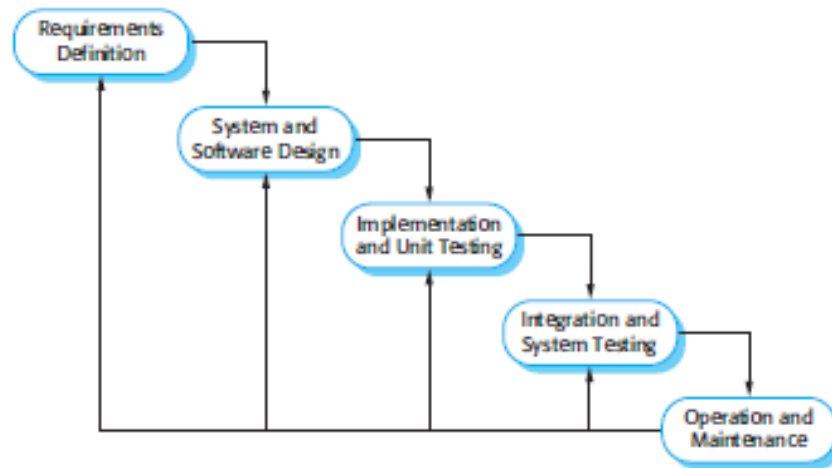 Requirements
Definition
System and
Software Design
Implementation
and Unit Testing
Integration and
System Testing
Operation and
Maintenance